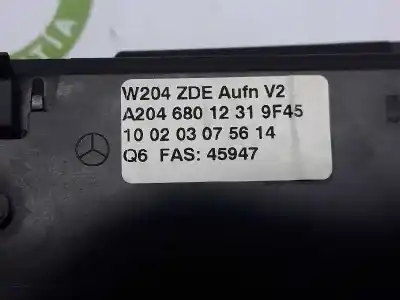 W204 ZDE Aufn V2
A204 680 12 31 9F45
10 02 03 07 56 14
Q6 FAS: 45947